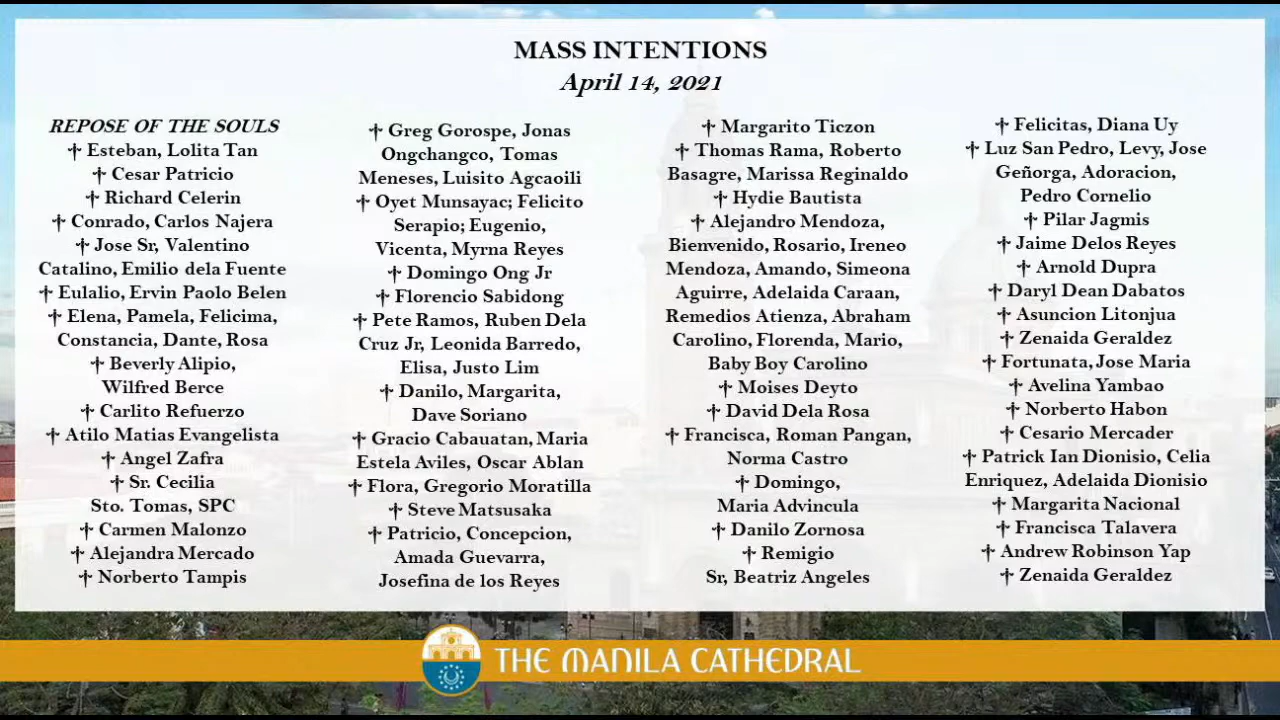 MASS INTENTIONS
April 14, 2021
REPOSE OF THE SOULS
✝ Esteban, Lolita Tan
✝ Cesar Patricio
✝ Richard Celerin
✝ Conrado, Carlos Najera
✝ Jose Sr, Valentino
Catalino, Emilio dela Fuente
✝ Eulalio, Ervin Paolo Belen
✝ Elena, Pamela, Felicima,
Constancia, Dante, Rosa
✝ Beverly Alipio,
Wilfred Berce
✝ Carlito Refuerzo
✝ Atilo Matias Evangelista
✝ Angel Zafra
✝ Sr. Cecilia
Sto. Tomas, SPC
✝ Carmen Malonzo
✝ Alejandra Mercado
✝ Norberto Tampis
✝ Greg Gorospe, Jonas
Ongchangco, Tomas
Meneses, Luisito Agcaoili
✝ Oyet Munsayac; Felicito
Serapio; Eugenio,
Vicenta, Myrna Reyes
✝ Domingo Ong Jr
✝ Florencio Sabidong
✝ Pete Ramos, Ruben Dela
Cruz Jr, Leonida Barredo,
Elisa, Justo Lim
✝ Danilo, Margarita,
Dave Soriano
✝ Gracio Cabauatan, Maria
Estela Aviles, Oscar Ablan
✝ Flora, Gregorio Moratilla
✝ Steve Matsusaka
✝ Patricio, Concepcion,
Amada Guevarra,
Josefina de los Reyes
✝ Margarito Ticzon
✝ Thomas Rama, Roberto
Basagre, Marissa Reginaldo
✝ Hydie Bautista
✝ Alejandro Mendoza,
Bienvenido, Rosario, Ireneo
Mendoza, Amando, Simeona
Aguirre, Adelaida Caraan,
Remedios Atienza, Abraham
Carolino, Florenda, Mario,
Baby Boy Carolino
✝ Moises Deyto
✝ David Dela Rosa
✝ Francisca, Roman Pangan,
Norma Castro
✝ Domingo,
Maria Advincula
✝ Danilo Zornosa
✝ Remigio
Sr, Beatriz Angeles
✝ Felicitas, Diana Uy
✝ Luz San Pedro, Levy, Jose
Geñorga, Adoracion,
Pedro Cornelio
✝ Pilar Jagmis
✝ Jaime Delos Reyes
✝ Arnold Dupra
✝ Daryl Dean Dabatos
✝ Asuncion Litonjua
✝ Zenaida Geraldez
✝ Fortunata, Jose Maria
✝ Avelina Yambao
✝ Norberto Habon
✝ Cesario Mercader
✝ Patrick Ian Dionisio, Celia
Enriquez, Adelaida Dionisio
✝ Margarita Nacional
✝ Francisca Talavera
✝ Andrew Robinson Yap
✝ Zenaida Geraldez
THE MANILA CATHEDRAL